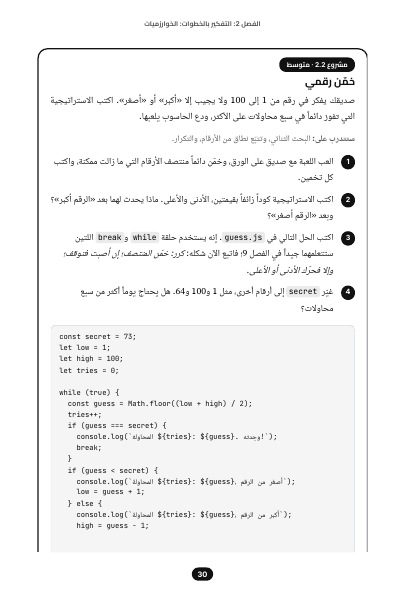 الفصل 2: التفكير بالخطوات: الخوارزميات
مشروع 2.2 · متوسط
خمّن رقمي
صديقك يفكر في رقم من 1 إلى 100 ولا يجيب إلا «أكبر» أو «أصغر». اكتب الاستراتيجية
التي تفوز دائماً في سبع محاولات على الأكثر، ودع الحاسوب يلعبها.
ستتدرب على: البحث الثنائي، وتتبّع نطاق من الأرقام، والتكرار.
1 العب اللعبة مع صديق على الورق، وخمّن دائماً منتصف الأرقام التي ما زالت ممكنة، واكتب
كل تخمين.
2 اكتب الاستراتيجية كوداً زائفاً بقيمتين، الأدنى والأعلى. ماذا يحدث لهما بعد «الرقم أكبر»؟
وبعد «الرقم أصغر»؟
3 اكتب الحل التالي في guess.js. إنه يستخدم حلقة while و break اللتين
ستتعلمهما جيداً في الفصل 9؛ فاتبع الآن شكله: كرر: خمّن المنتصف؛ إن أصبت فتوقف؛
وإلا فحرّك الأدنى أو الأعلى.
4 غيّر secret إلى أرقام أخرى، مثل 1 و100 و64. هل يحتاج يوماً أكثر من سبع
محاولات؟
const secret = 73;
let low = 1;
let high = 100;
let tries = 0;
while (true) {
const guess = Math.floor((low + high) / 2);
tries++;
if (guess === secret) {
console.log(`المحاولة ${tries}: ${guess}. وجدته!`);
break;
}
if (guess < secret) {
console.log(`المحاولة ${tries}: ${guess}، أصغر من الرقم`);
low = guess + 1;
} else {
console.log(`المحاولة ${tries}: ${guess}، أكبر من الرقم`);
high = guess - 1;
30